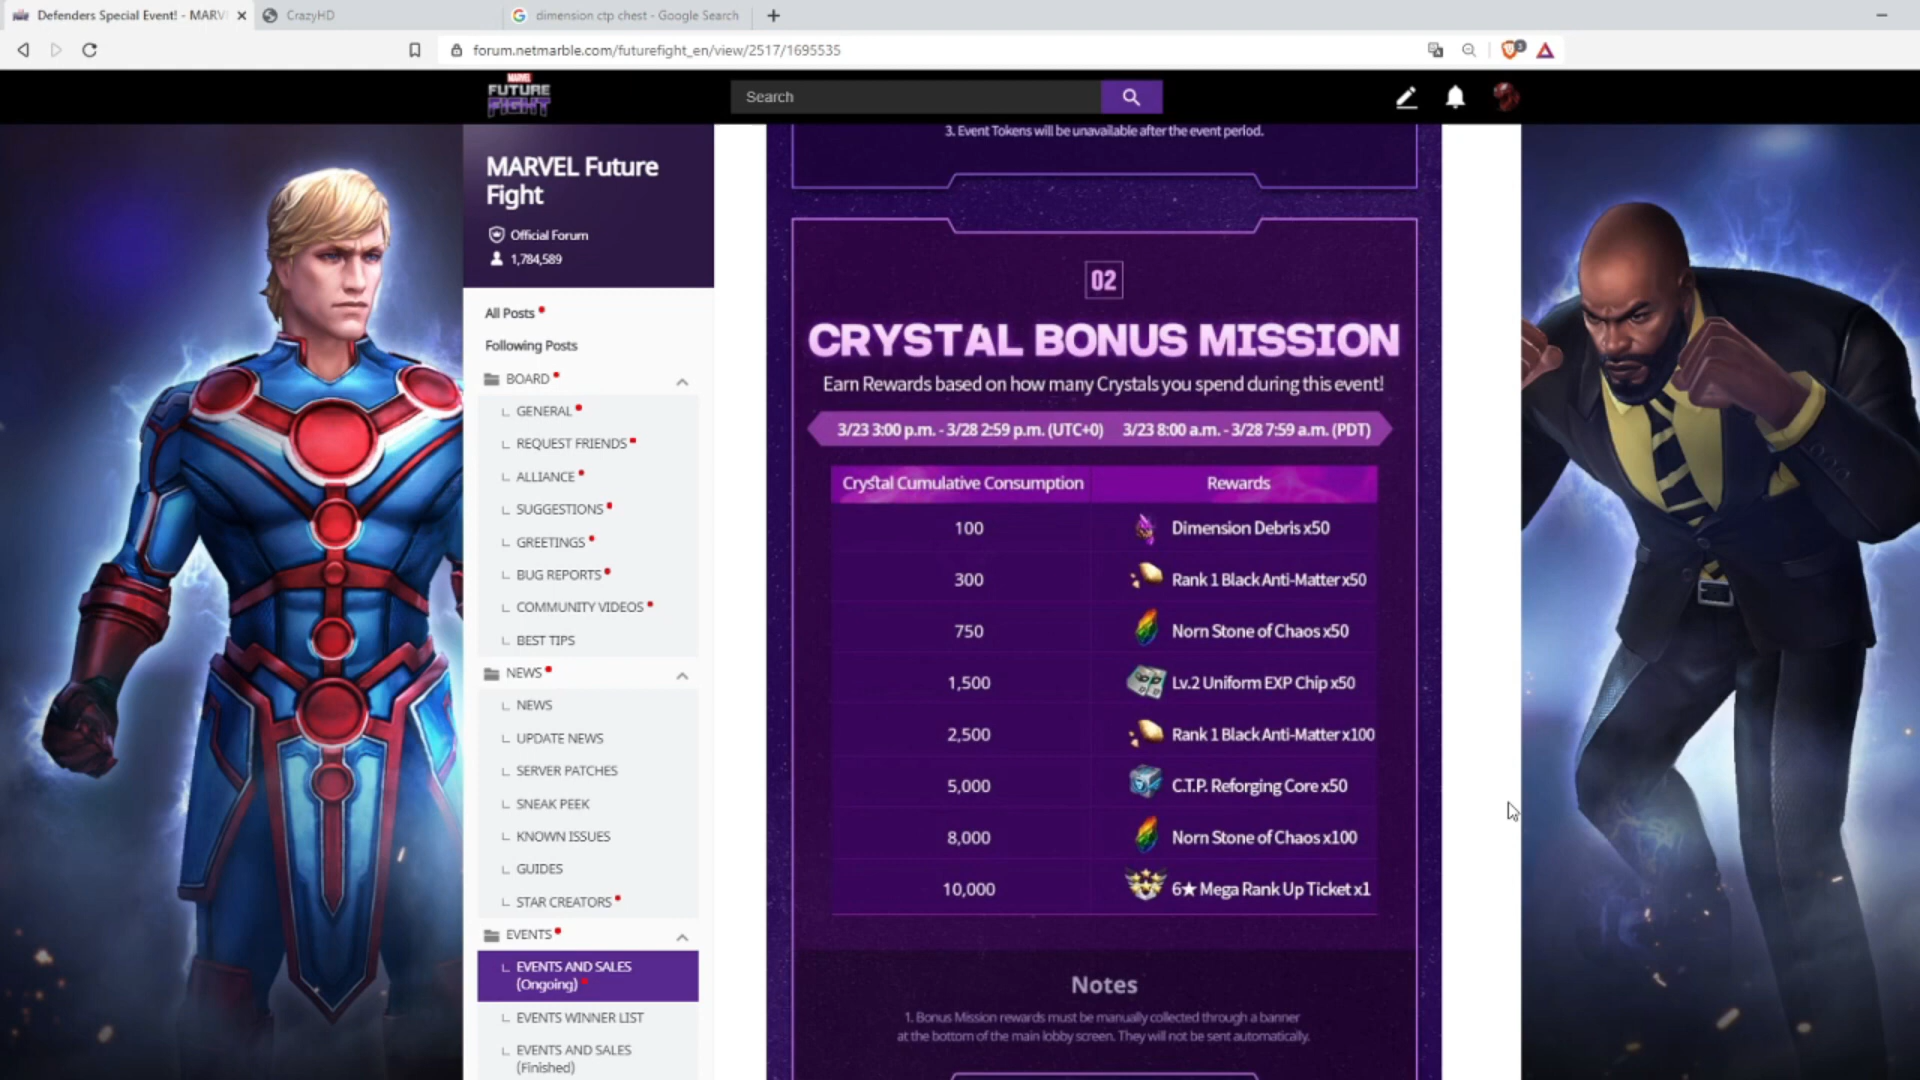 Defenders Special Event! - MARV
CrazyHD
dimension ctp chest - Google Search
forum.netmarble.com/futurefight_en/view/2517/1695535
3
MARVEL
FUTURE
FIGHT
Search
MARVEL Future
Fight
Official Forum
1,784,589
All Posts
Following Posts
BOARD
GENERAL
REQUEST FRIENDS
ALLIANCE
SUGGESTIONS
GREETINGS
BUG REPORTS
COMMUNITY VIDEOS
BEST TIPS
NEWS
NEWS
UPDATE NEWS
SERVER PATCHES
SNEAK PEEK
KNOWN ISSUES
GUIDES
STAR CREATORS
EVENTS
EVENTS AND SALES
(Ongoing)
EVENTS WINNER LIST
EVENTS AND SALES
(Finished)
3. Event Tokens will be unavailable after the event period.
02
CRYSTAL BONUS MISSION
Earn Rewards based on how many Crystals you spend during this event!
3/23 3:00 p.m. - 3/28 2:59 p.m. (UTC+0) 3/23 8:00 a.m. - 3/28 7:59 a.m. (PDT)
Crystal Cumulative Consumption Rewards
100 Dimension Debris x50
300 Rank 1 Black Anti-Matter x50
750 Norn Stone of Chaos x50
1,500 Lv.2 Uniform EXP Chip x50
2,500 Rank 1 Black Anti-Matter x100
5,000 C.T.P. Reforging Core x50
8,000 Norn Stone of Chaos x100
10,000 6★ Mega Rank Up Ticket x1
Notes
1. Bonus Mission rewards must be manually collected through a banner
at the bottom of the main lobby screen. They will not be sent automatically.